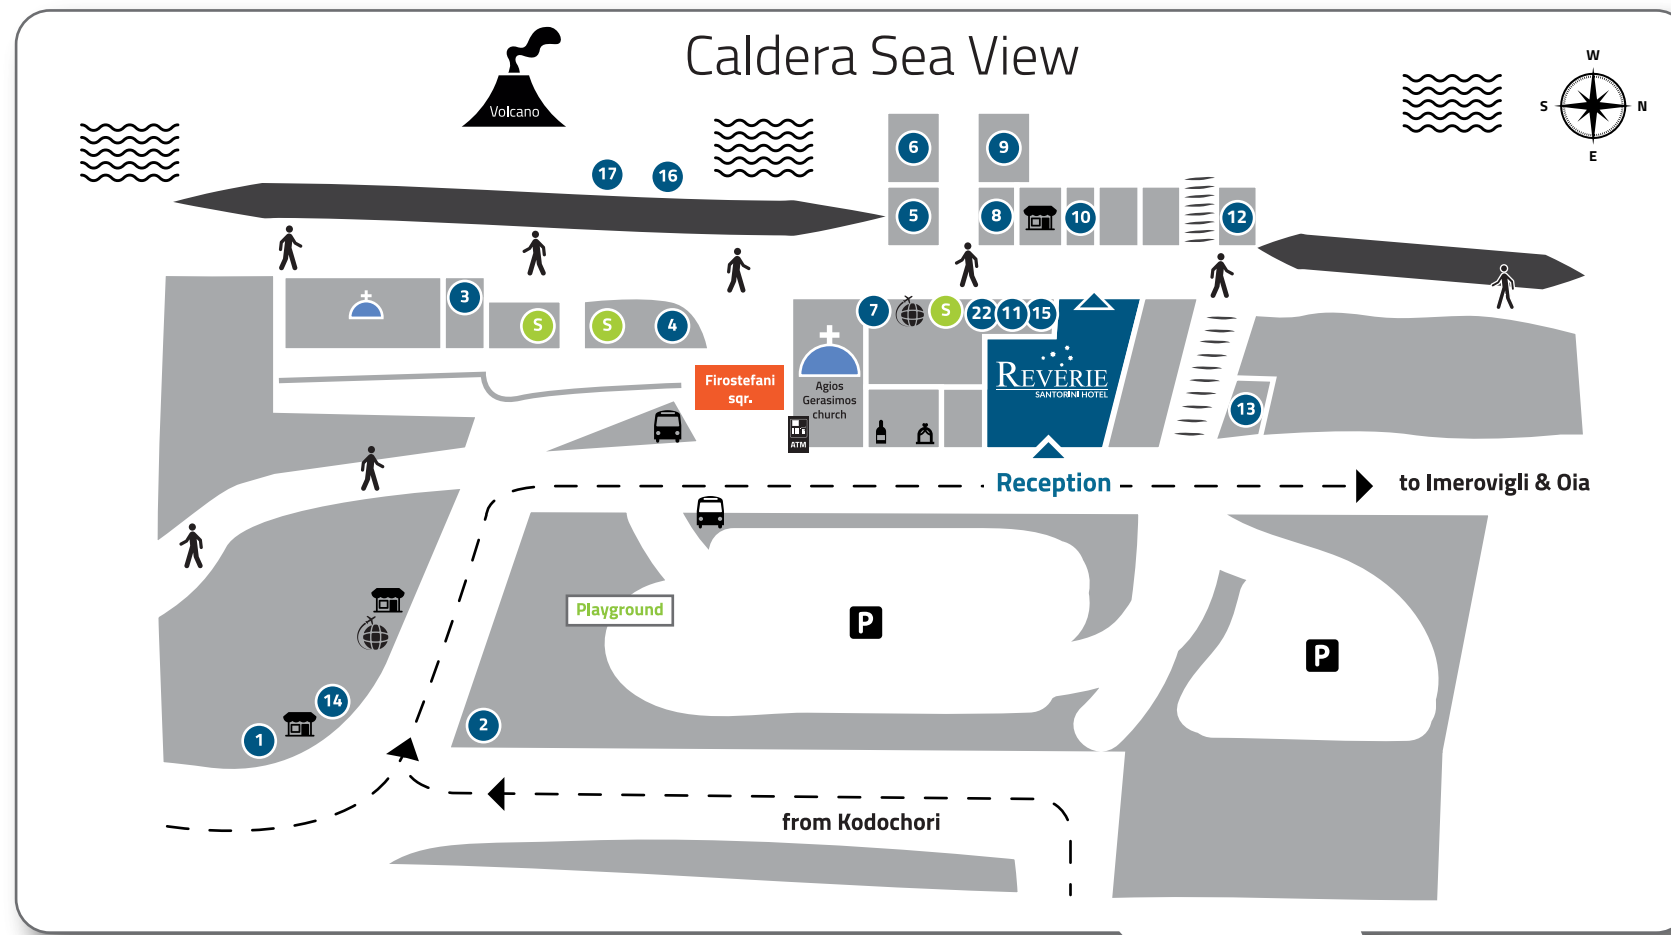 Caldera Sea View
Volcano
W
S
N
E
6
9
17
16
5
8
10
12
3
S
S
4
7
S
22
11
15
REVERIE
SANTORINI HOTEL
Firostefani
sqr.
Agios
Gerasimos
church
ATM
13
Reception
to Imerovigli & Oia
Playground
P
P
14
1
2
from Kodochori